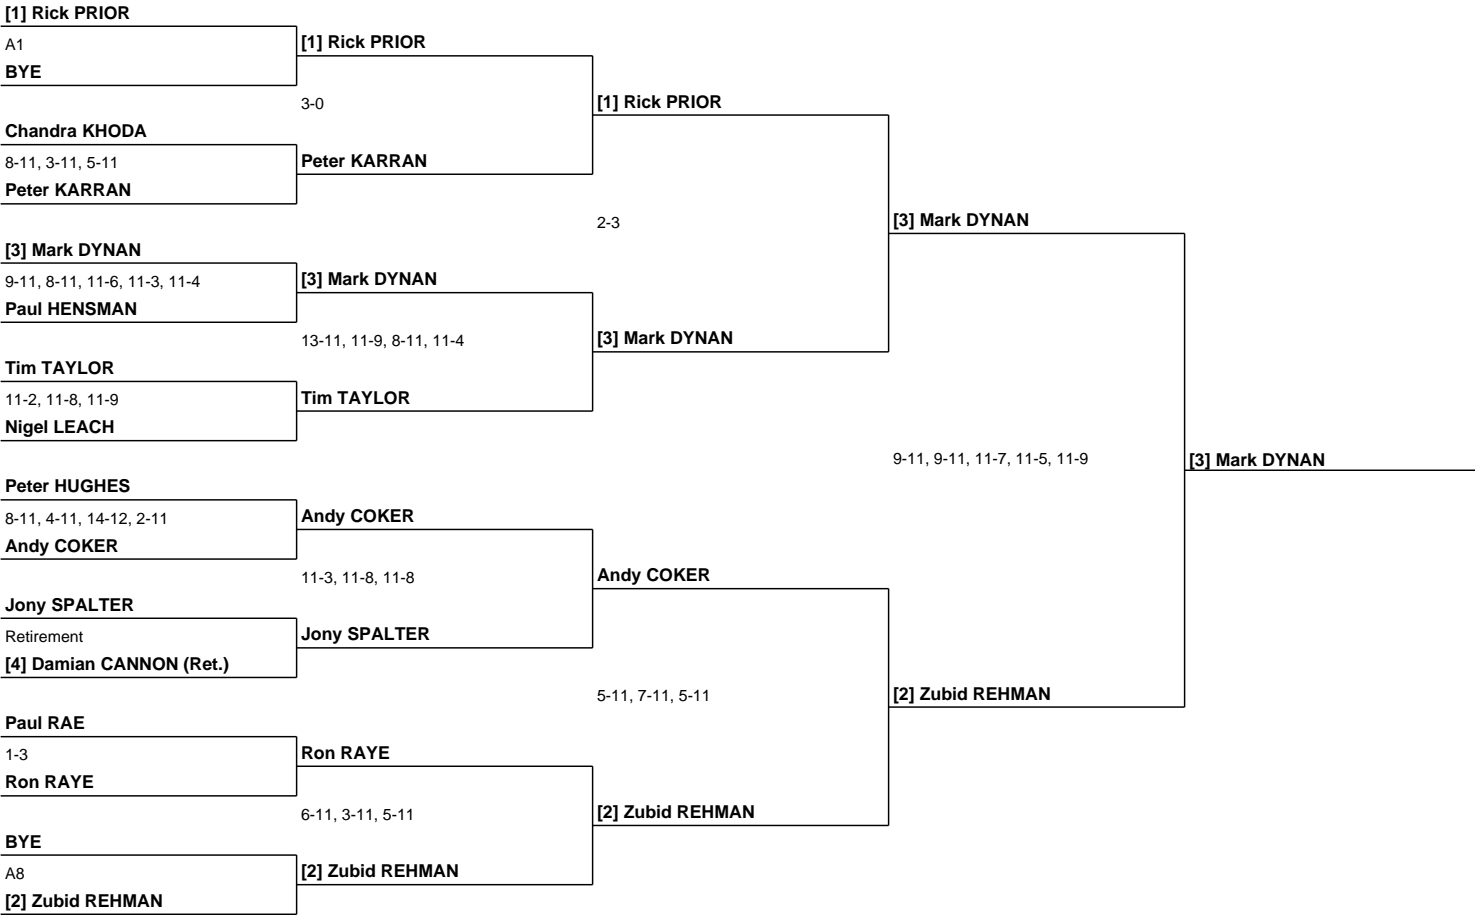 [1] Rick PRIOR
A1
BYE
Chandra KHODA
8-11, 3-11, 5-11
Peter KARRAN
[3] Mark DYNAN
9-11, 8-11, 11-6, 11-3, 11-4
Paul HENSMAN
Tim TAYLOR
11-2, 11-8, 11-9
Nigel LEACH
Peter HUGHES
8-11, 4-11, 14-12, 2-11
Andy COKER
Jony SPALTER
Retirement
[4] Damian CANNON (Ret.)
Paul RAE
1-3
Ron RAYE
BYE
A8
[2] Zubid REHMAN
[1] Rick PRIOR
3-0
Peter KARRAN
[3] Mark DYNAN
13-11, 11-9, 8-11, 11-4
Tim TAYLOR
Andy COKER
11-3, 11-8, 11-8
Jony SPALTER
Ron RAYE
6-11, 3-11, 5-11
[2] Zubid REHMAN
[1] Rick PRIOR
2-3
[3] Mark DYNAN
Andy COKER
5-11, 7-11, 5-11
[2] Zubid REHMAN
[3] Mark DYNAN
9-11, 9-11, 11-7, 11-5, 11-9
[2] Zubid REHMAN
[3] Mark DYNAN